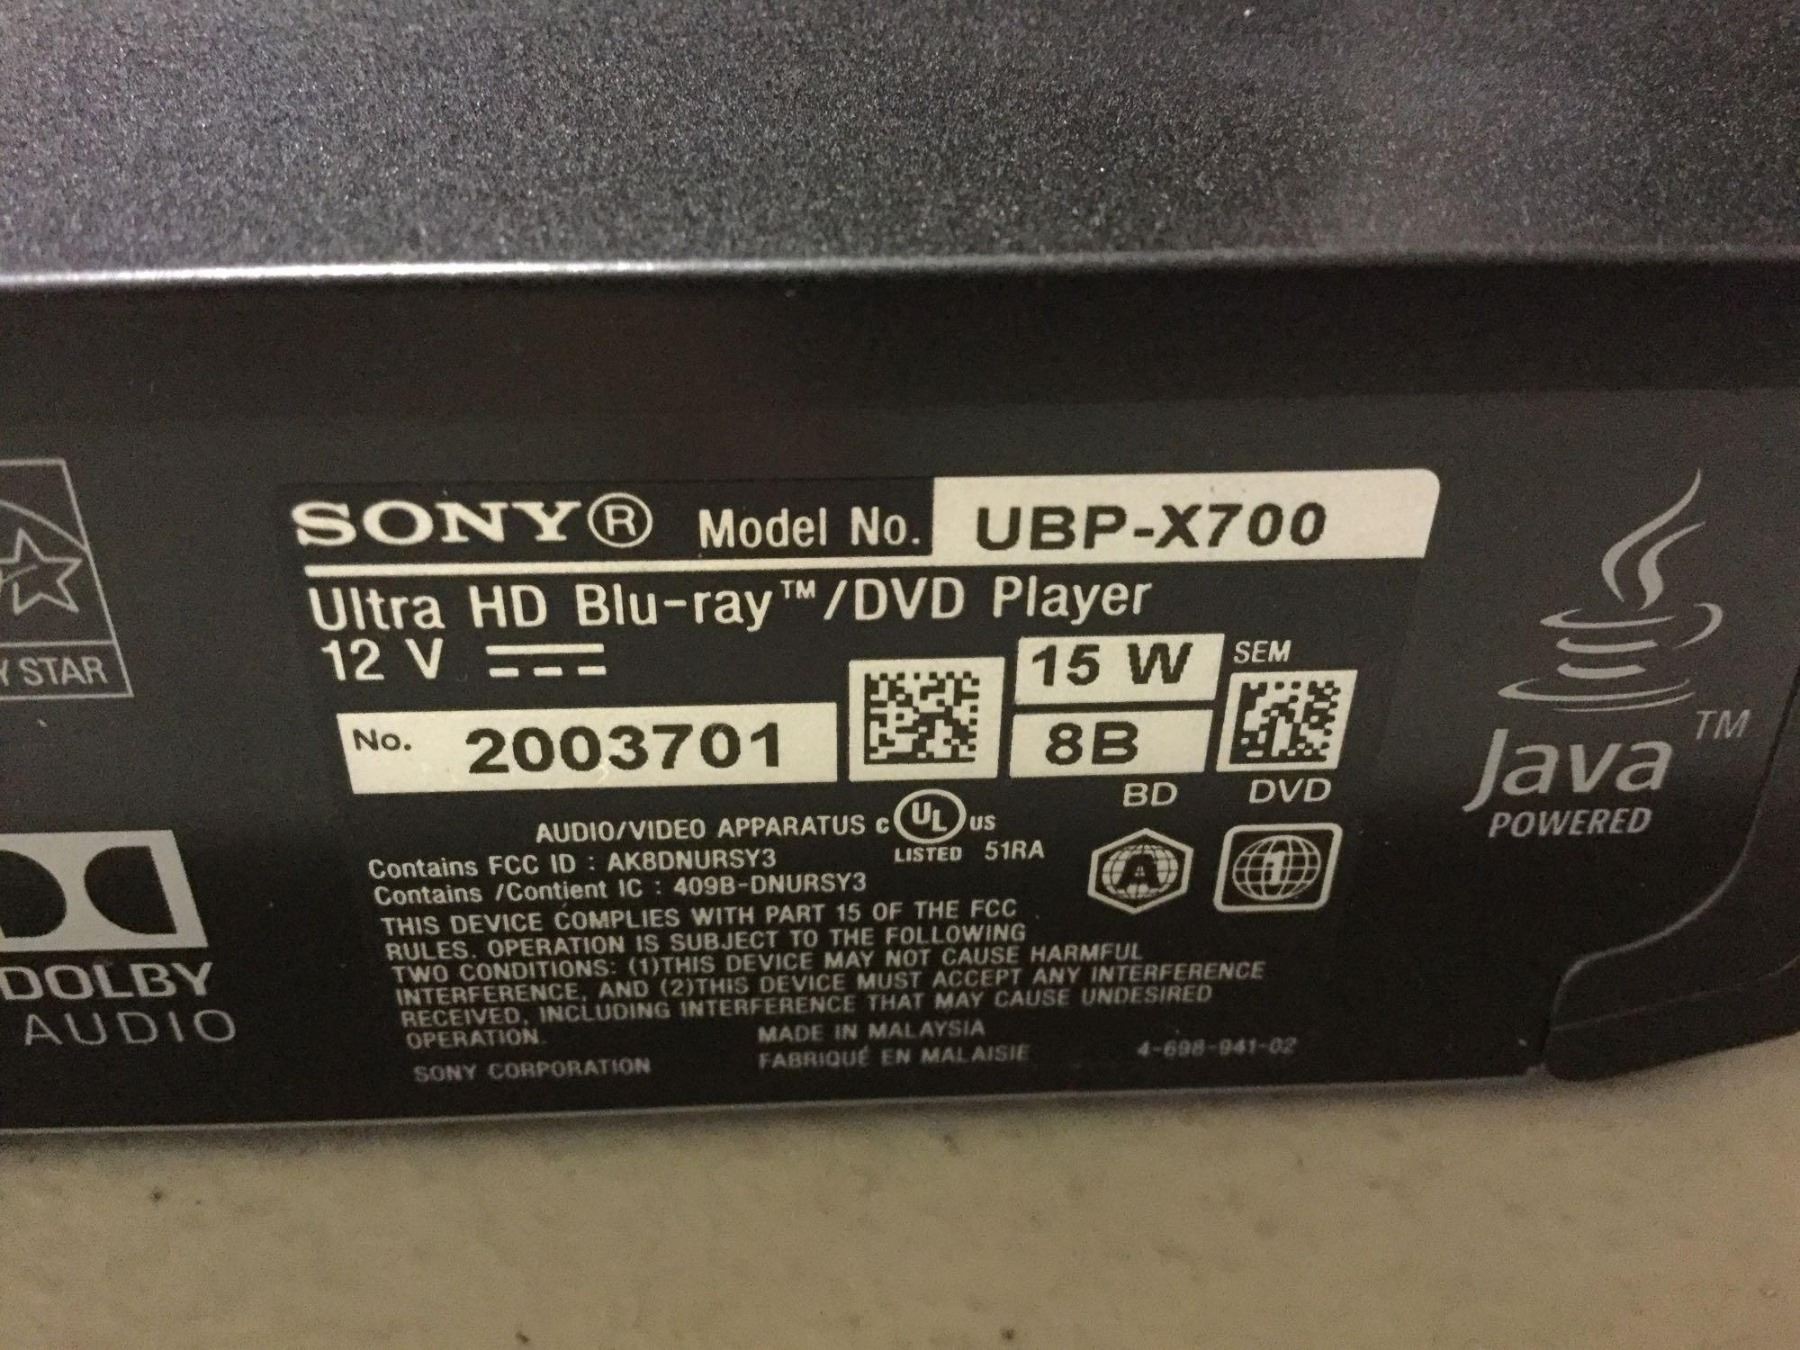 SONY® Model No. UBP-X700
Ultra HD Blu-ray™/DVD Player
12 V 15 W SEM
No. 2003701 8B
BD DVD
AUDIO/VIDEO APPARATUS C UL US
LISTED 51RA
Contains FCC ID : AK8DNURSY3
Contains /Contient IC : 409B-DNURSY3
A 1
THIS DEVICE COMPLIES WITH PART 15 OF THE FCC
RULES. OPERATION IS SUBJECT TO THE FOLLOWING
TWO CONDITIONS: (1)THIS DEVICE MAY NOT CAUSE HARMFUL
INTERFERENCE, AND (2)THIS DEVICE MUST ACCEPT ANY INTERFERENCE
RECEIVED, INCLUDING INTERFERENCE THAT MAY CAUSE UNDESIRED
OPERATION.
MADE IN MALAYSIA
SONY CORPORATION FABRIQUÉ EN MALAISIE 4-698-941-02
Y STAR
DOLBY
AUDIO
Java™
POWERED